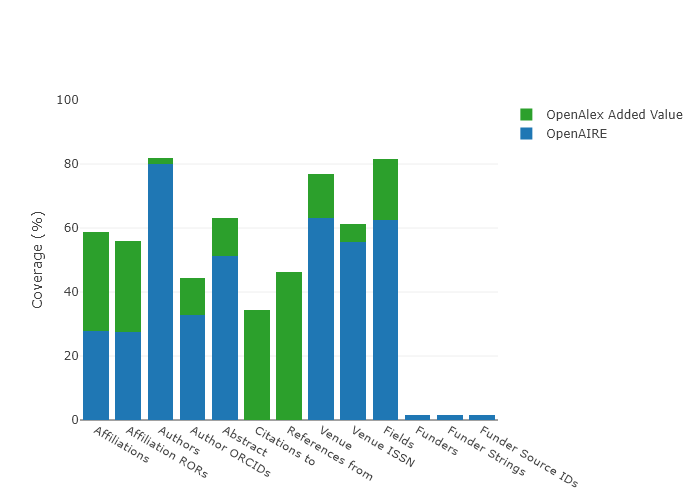 100
80
60
40
20
0
Coverage (%)
OpenAlex Added Value
OpenAIRE
Affiliations
Affiliation RORs
Authors
Author ORCIDs
Abstract
Citations to
References from
Venue
Venue ISSN
Fields
Funders
Funder Strings
Funder Source IDs